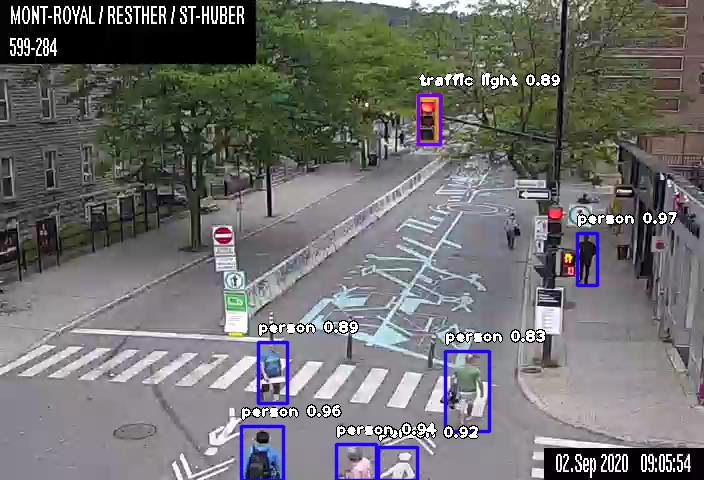 MONT-ROYAL / RESTHER / ST-HUBER
599-284
traffic light 0.89
person 0.97
person 0.89
person 0.83
person 0.96
person 0.94
0.92
02.Sep 2020 09:05:54